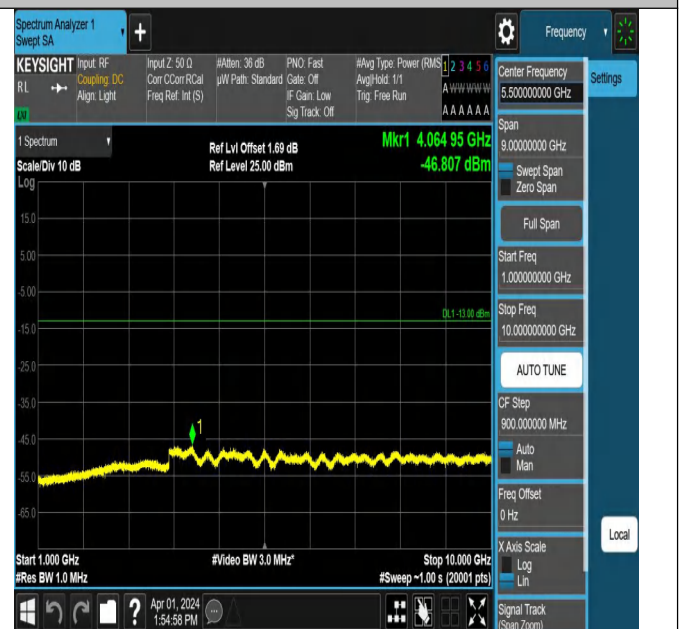 Spectrum Analyzer 1
Swept SA
Frequency
KEYSIGHT
RL
Input: RF
Coupling: DC
Align: Light
Input Z: 50 Ω
Corr CCorr RCal
Freq Ref: Int (S)
#Atten: 36 dB
µW Path: Standard
PNO: Fast
Gate: Off
IF Gain: Low
Sig Track: Off
#Avg Type: Power (RMS
Avg|Hold: 1/1
Trig: Free Run
1 2 3 4 5 6
A W W W W W
A A A A A A
1 Spectrum
Scale/Div 10 dB
Ref Lvl Offset 1.69 dB
Ref Level 25.00 dBm
Mkr1 4.064 95 GHz
-46.807 dBm
Log
15.0
5.00
-5.00
-15.0
-25.0
-35.0
-45.0
-55.0
-65.0
DL1 -13.00 dBm
1
Start 1.000 GHz
#Res BW 1.0 MHz
#Video BW 3.0 MHz*
Stop 10.000 GHz
#Sweep ~1.00 s (20001 pts)
Center Frequency
5.500000000 GHz
Settings
Span
9.00000000 GHz
Swept Span
Zero Span
Full Span
Start Freq
1.000000000 GHz
Stop Freq
10.000000000 GHz
AUTO TUNE
CF Step
900.000000 MHz
Auto
Man
Freq Offset
0 Hz
X Axis Scale
Log
Lin
Local
Signal Track
(Span Zoom)
?
Apr 01, 2024
1:54:58 PM